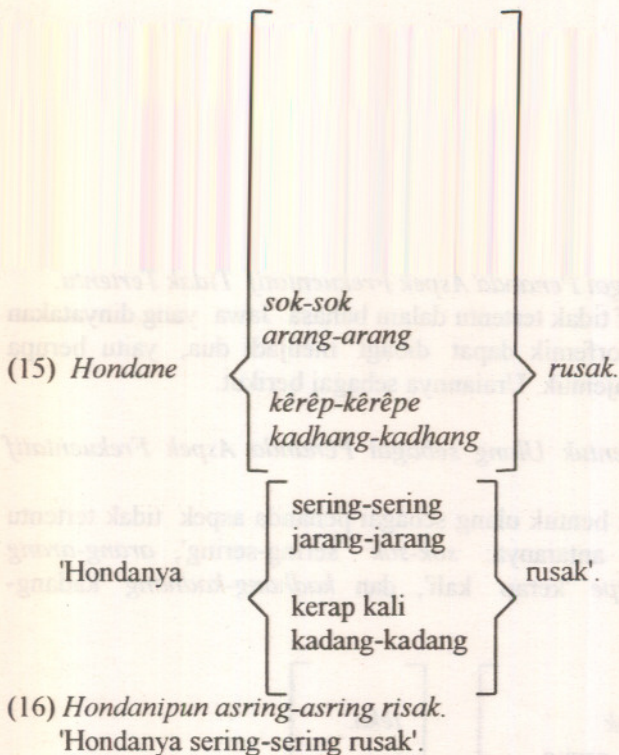 sok-sok
arang-arang
(15) Hondane rusak.
kêrêp-kêrêpe
kadhang-kadhang
sering-sering
jarang-jarang
'Hondanya rusak'.
kerap kali
kadang-kadang
(16) Hondanipun asring-asring risak.
'Hondanya sering-sering rusak'.